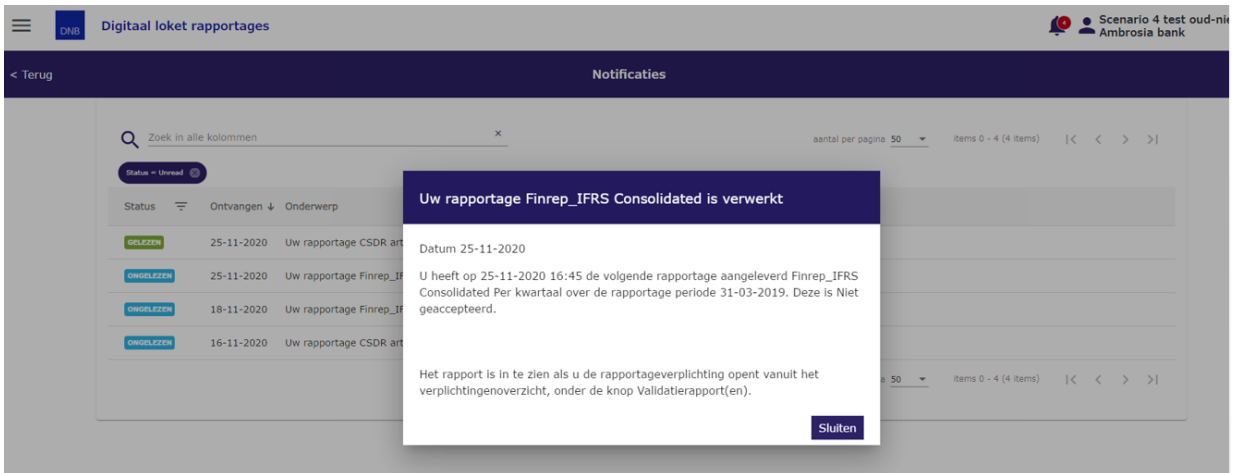 DNB
Digitaal loket rapportages
4
Scenario 4 test oud-nie
Ambrosia bank
< Terug
Notificaties
Zoek in alle kolommen
×
aantal per pagina 50
items 0 - 4 (4 items)
Status = Unread
Status
Ontvangen ↓
Onderwerp
GELEZEN
25-11-2020
Uw rapportage CSDR art
ONGELEZEN
25-11-2020
Uw rapportage Finrep_IF
ONGELEZEN
18-11-2020
Uw rapportage Finrep_IF
ONGELEZEN
16-11-2020
Uw rapportage CSDR art
a 50
items 0 - 4 (4 items)
Uw rapportage Finrep_IFRS Consolidated is verwerkt
Datum 25-11-2020
U heeft op 25-11-2020 16:45 de volgende rapportage aangeleverd Finrep_IFRS
Consolidated Per kwartaal over de rapportage periode 31-03-2019. Deze is Niet
geaccepteerd.
Het rapport is in te zien als u de rapportageverplichting opent vanuit het
verplichtingenoverzicht, onder de knop Validatierapport(en).
Sluiten